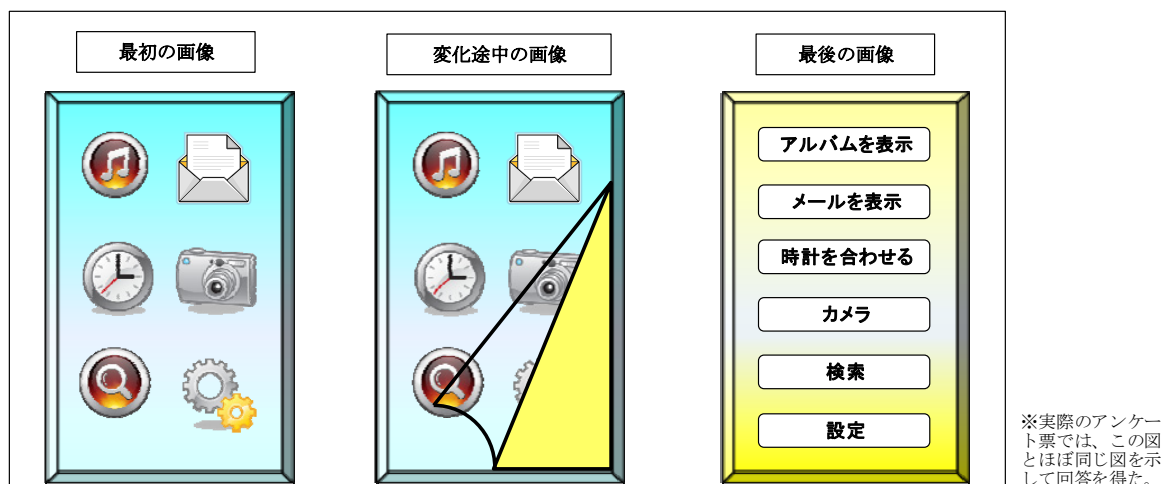 最初の画像
変化途中の画像
最後の画像
アルバムを表示
メールを表示
時計を合わせる
カメラ
検索
設定
※実際のアンケー
ト票では、この図
とほぼ同じ図を示
して回答を得た。